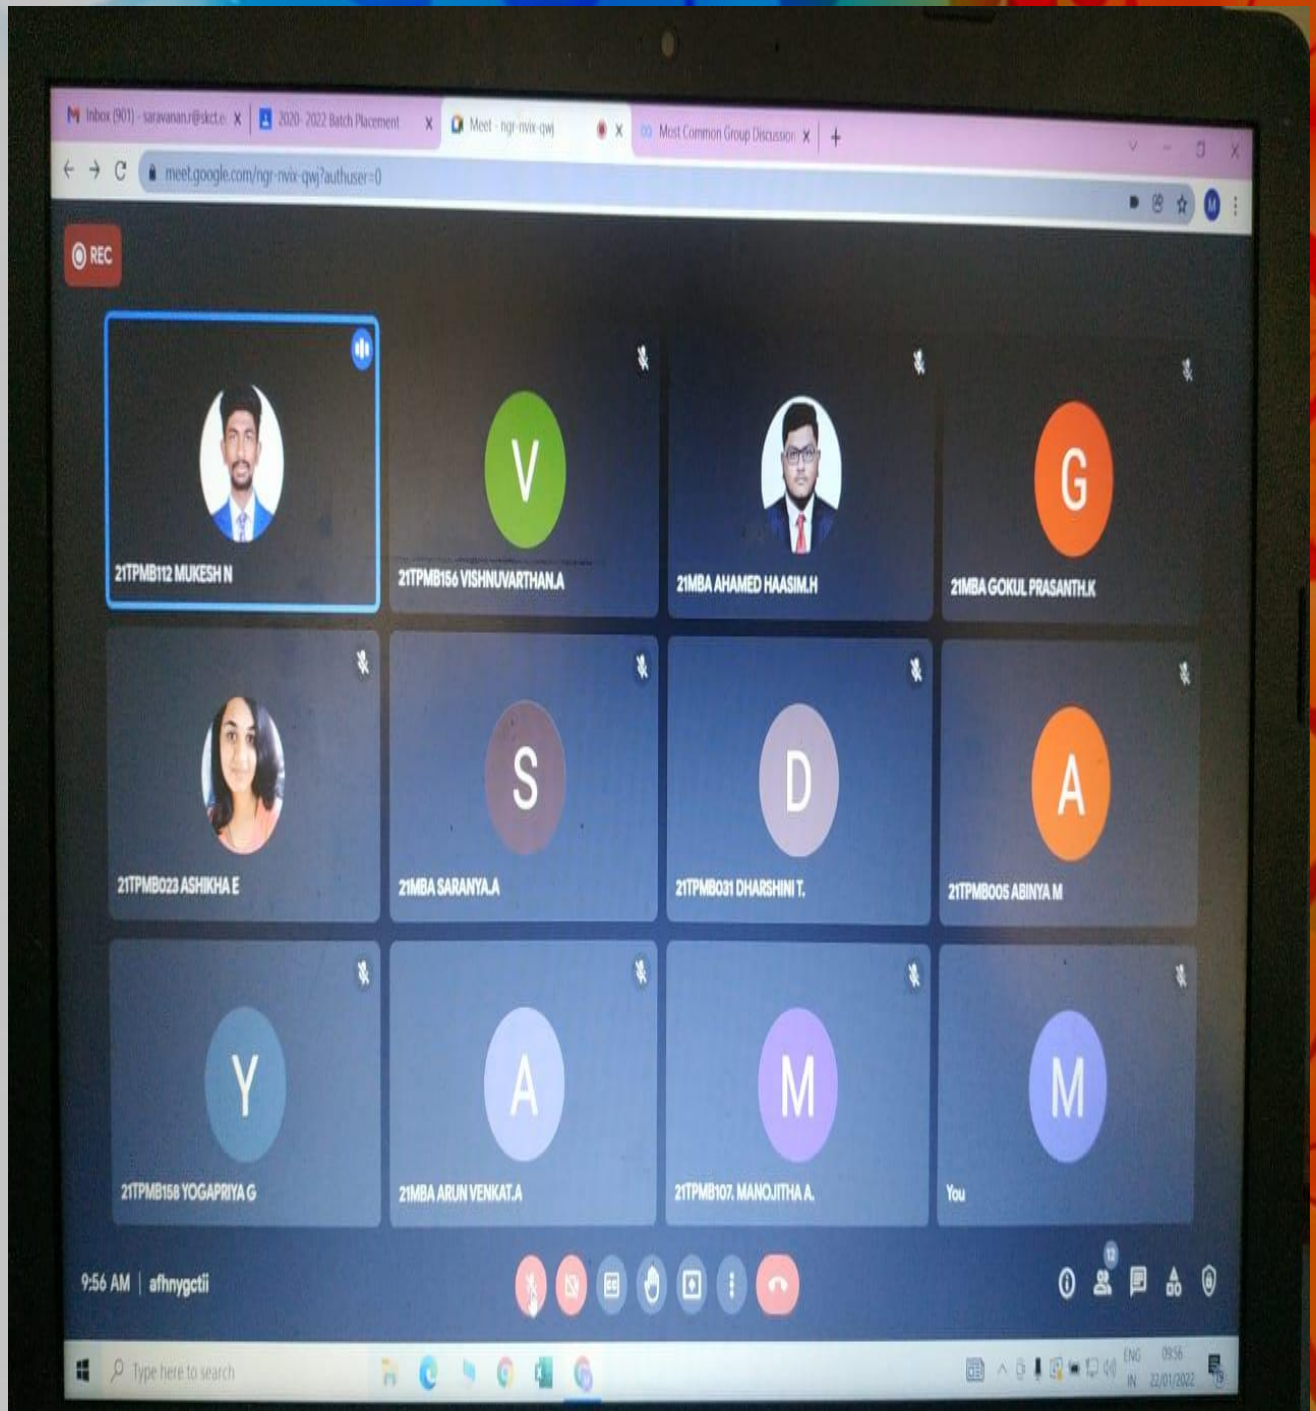 Inbox (901) - saravanan.r@skct.e
2020- 2022 Batch Placement
Meet - ngr-nvix-qwj
Most Common Group Discussion
meet.google.com/ngr-nvix-qwj?authuser=0
M
REC
21TPMB112 MUKESH N
V
21TPMB156 VISHNUVARTHAN.A
21MBA AHAMED HAASIM.H
G
21MBA GOKUL PRASANTH.K
21TPMB023 ASHIKHA E
S
21MBA SARANYA.A
D
21TPMB031 DHARSHINI T.
A
21TPMB005 ABINYA M
Y
21TPMB158 YOGAPRIYA G
A
21MBA ARUN VENKAT.A
M
21TPMB107. MANOJITHA A.
M
You
9:56 AM | afhnygctii
12
Type here to search
ENG
IN
09:56
22/01/2022